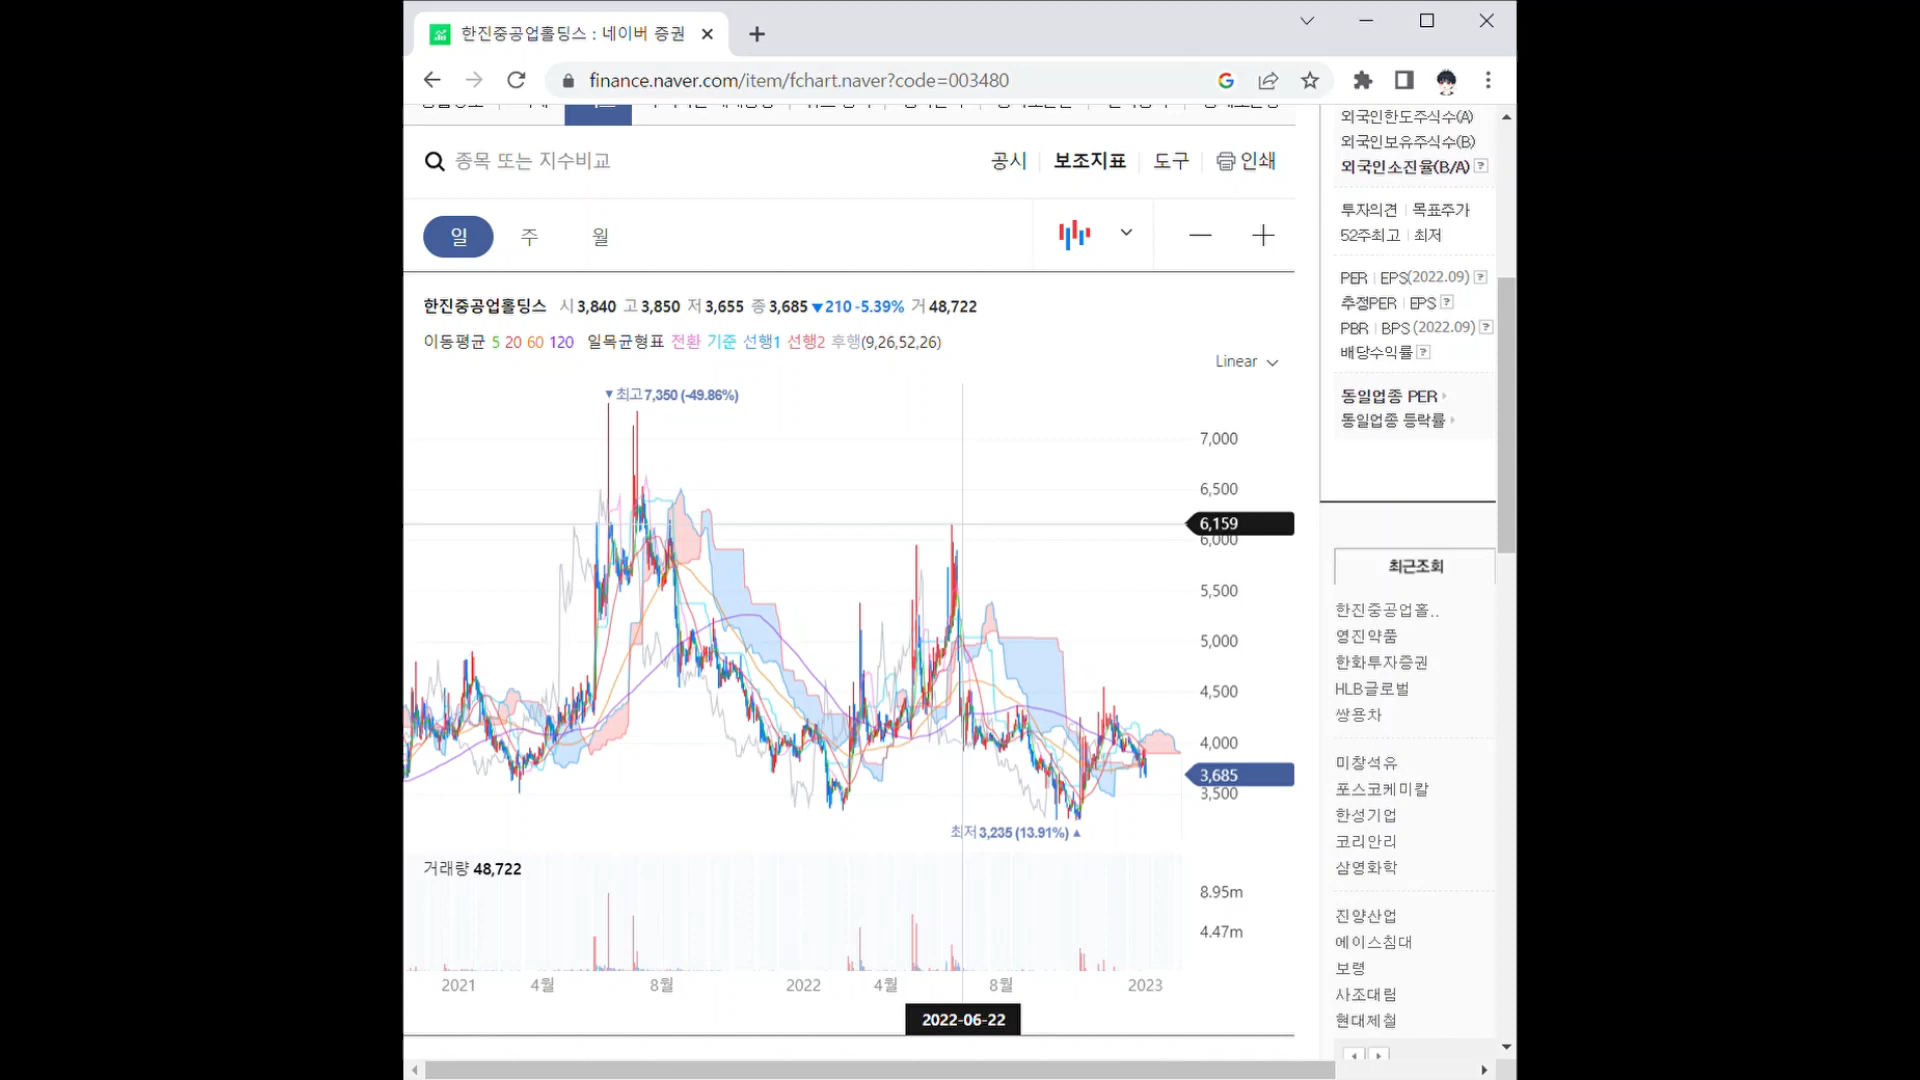 한진중공업홀딩스 : 네이버 증권
finance.naver.com/item/fchart.naver?code=003480
종목 또는 지수비교
공시 보조지표 도구 인쇄
일 주 월
한진중공업홀딩스 시 3,840 고 3,850 저 3,655 종 3,685 ▼210 -5.39% 거 48,722
이동평균 5 20 60 120 일목균형표 전환 기준 선행1 선행2 후행(9,26,52,26)
Linear
▼최고 7,350 (-49.86%)
7,000
6,500
6,159
6,000
5,500
5,000
4,500
4,000
3,685
3,500
최저 3,235 (13.91%) ▲
거래량 48,722
8.95m
4.47m
2021 4월 8월 2022 4월 8월 2023
2022-06-22
외국인한도주식수(A)
외국인보유주식수(B)
외국인소진율(B/A) ?
투자의견 | 목표주가
52주최고 | 최저
PER | EPS(2022.09) ?
추정PER | EPS ?
PBR | BPS (2022.09) ?
배당수익률 ?
동일업종 PER
동일업종 등락률
최근조회
한진중공업홀..
영진약품
한화투자증권
HLB글로벌
쌍용차
미창석유
포스코케미칼
한성기업
코리안리
삼영화학
진양산업
에이스침대
보령
사조대림
현대제철